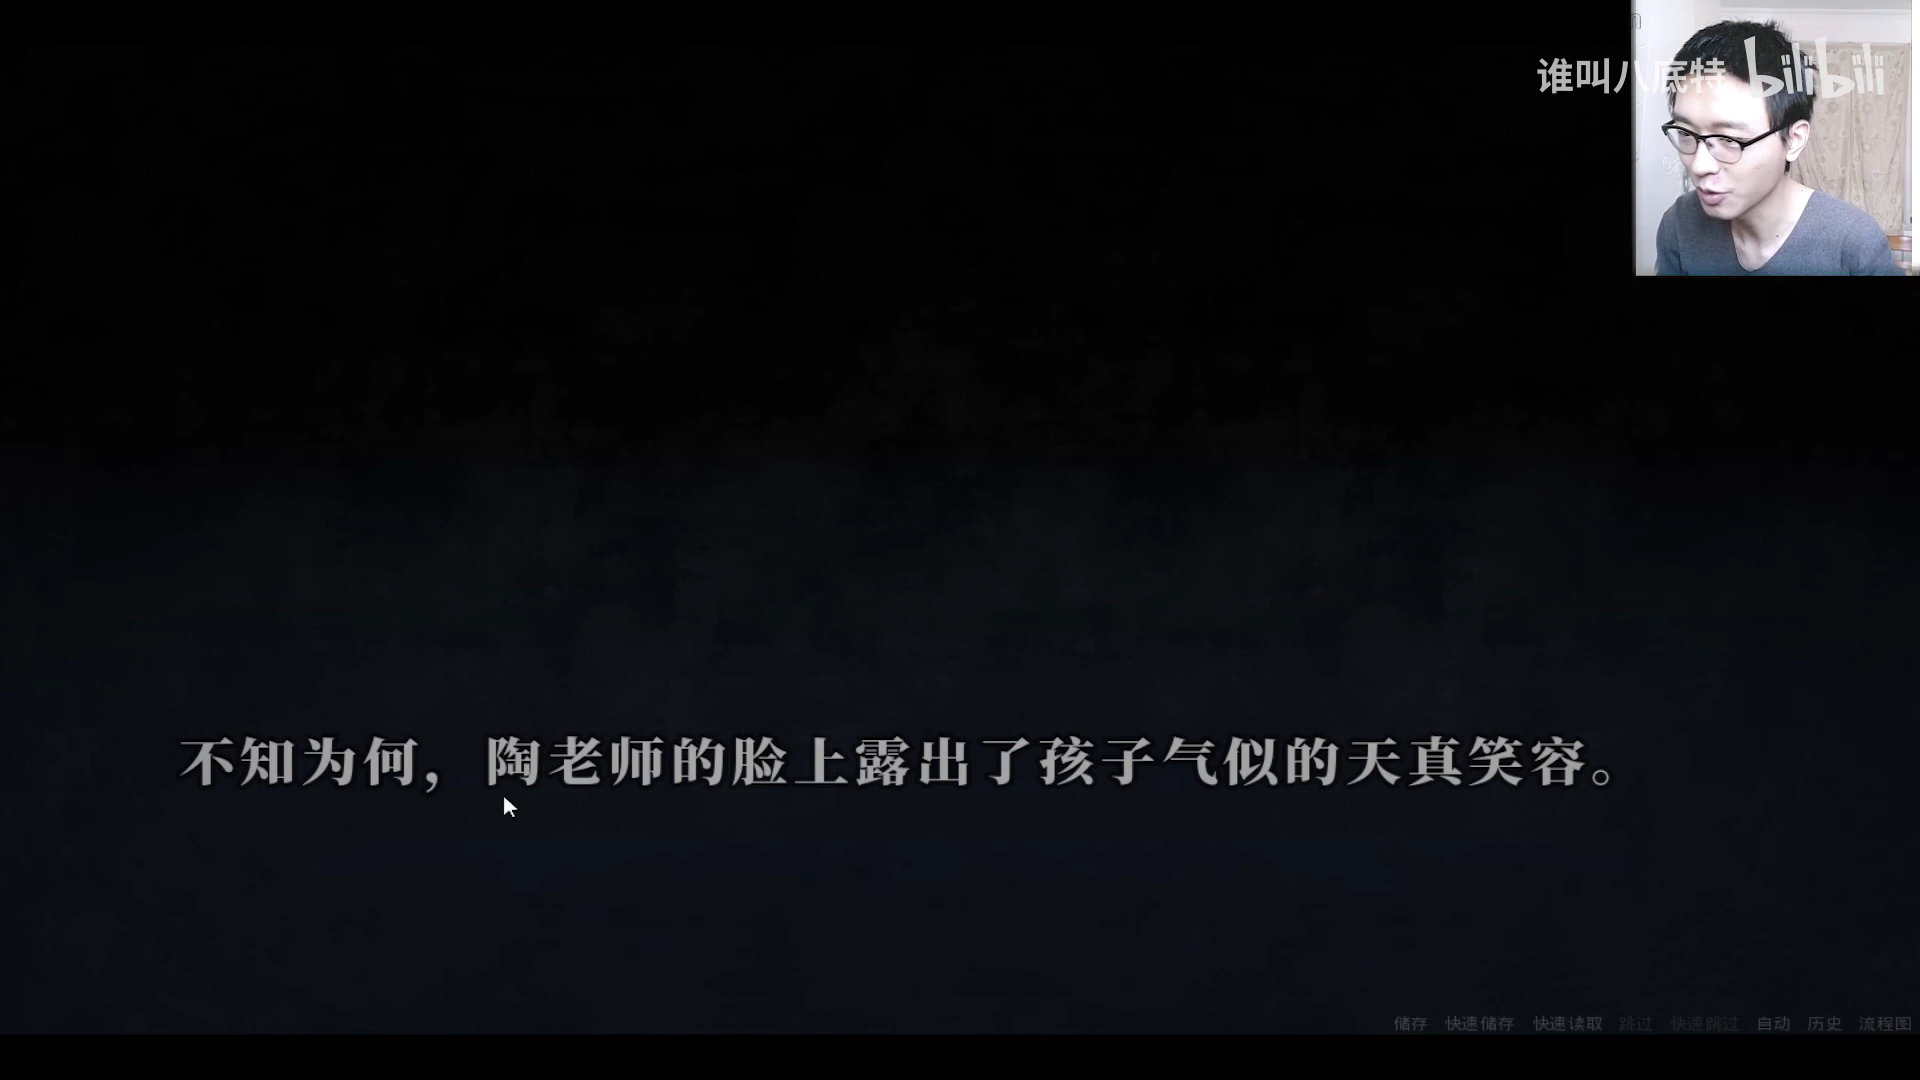 谁叫八底特 bilibili
不知为何，陶老师的脸上露出了孩子气似的天真笑容。
储存 快速储存 快速读取 跳过 快速跳过 自动 历史 流程图